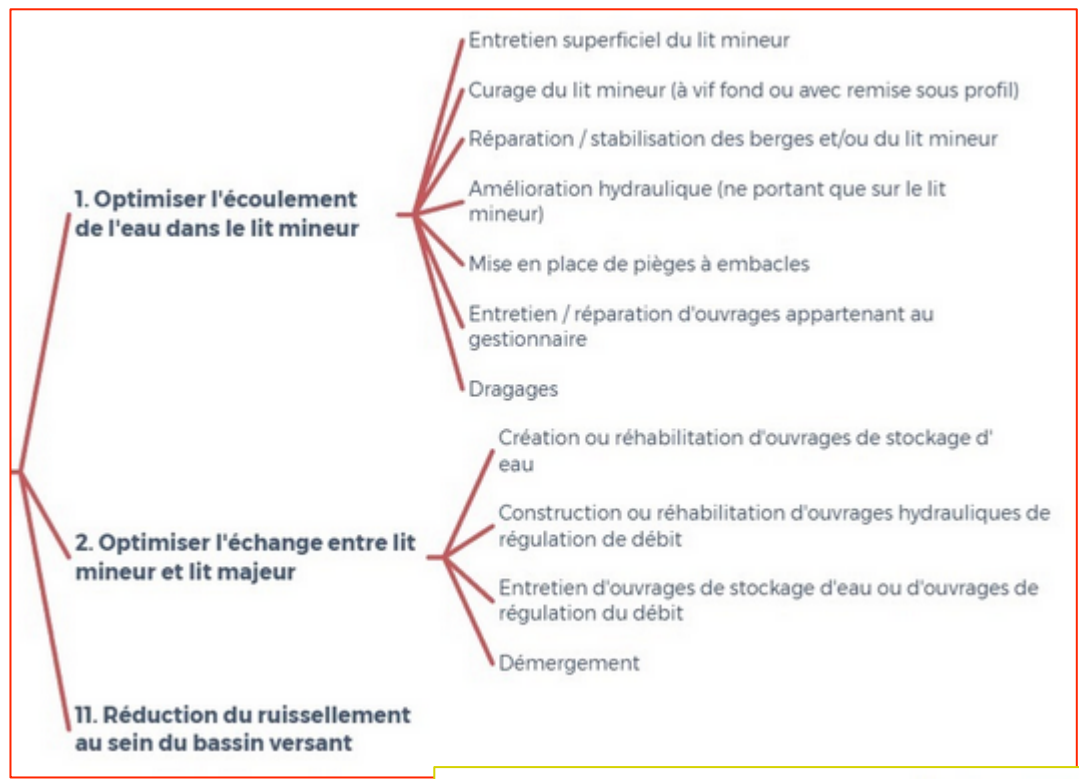 Entretien superficiel du lit mineur
Curage du lit mineur (à vif fond ou avec remise sous profil)
Réparation / stabilisation des berges et/ou du lit mineur
1. Optimiser l'écoulement
de l'eau dans le lit mineur
Amélioration hydraulique (ne portant que sur le lit
mineur)
Mise en place de pièges à embacles
Entretien / réparation d'ouvrages appartenant au
gestionnaire
Dragages
Création ou réhabilitation d'ouvrages de stockage d'
eau
Construction ou réhabilitation d'ouvrages hydrauliques de
régulation de débit
2. Optimiser l'échange entre lit
mineur et lit majeur
Entretien d'ouvrages de stockage d'eau ou d'ouvrages de
régulation du débit
Démergement
11. Réduction du ruissellement
au sein du bassin versant